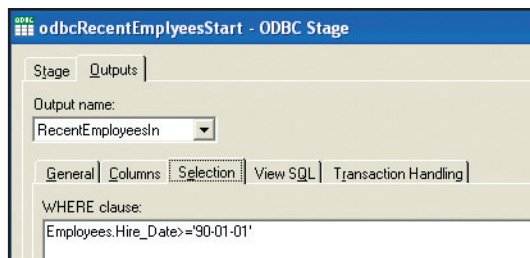 ODBC
odbcRecentEmplyeesStart - ODBC Stage
Stage Outputs
Output name:
RecentEmployeesIn
General Columns Selection View SQL Transaction Handling
WHERE clause:
Employees.Hire_Date>='90-01-01'